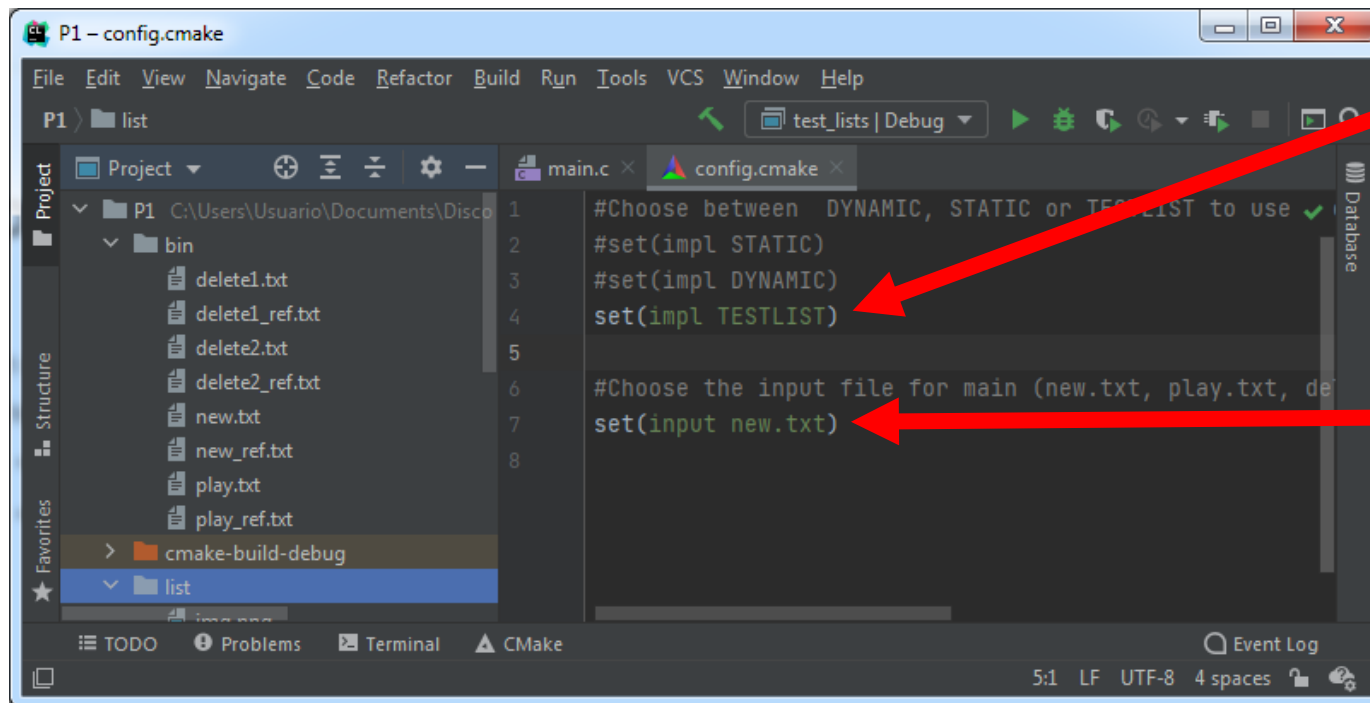 P1 – config.cmake
File Edit View Navigate Code Refactor Build Run Tools VCS Window Help
P1 list test_lists | Debug
Project main.c config.cmake
Project
Structure
Favorites
P1 C:\Users\Usuario\Documents\Disco
bin
delete1.txt
delete1_ref.txt
delete2.txt
delete2_ref.txt
new.txt
new_ref.txt
play.txt
play_ref.txt
cmake-build-debug
list
1 #Choose between  DYNAMIC, STATIC or TESTLIST to use
2 #set(impl STATIC)
3 #set(impl DYNAMIC)
4 set(impl TESTLIST)
5
6 #Choose the input file for main (new.txt, play.txt, de
7 set(input new.txt)
8
Database
TODO Problems Terminal CMake Event Log
5:1 LF UTF-8 4 spaces